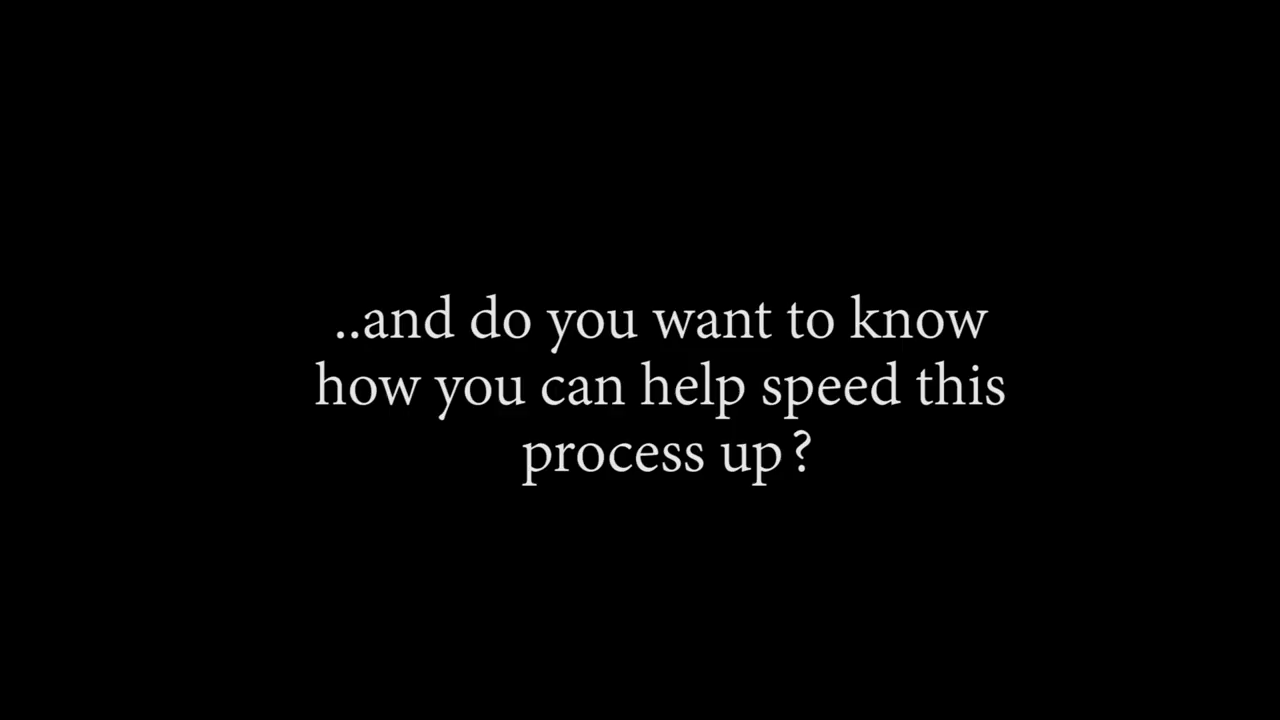 ..and do you want to know
how you can help speed this
process up?